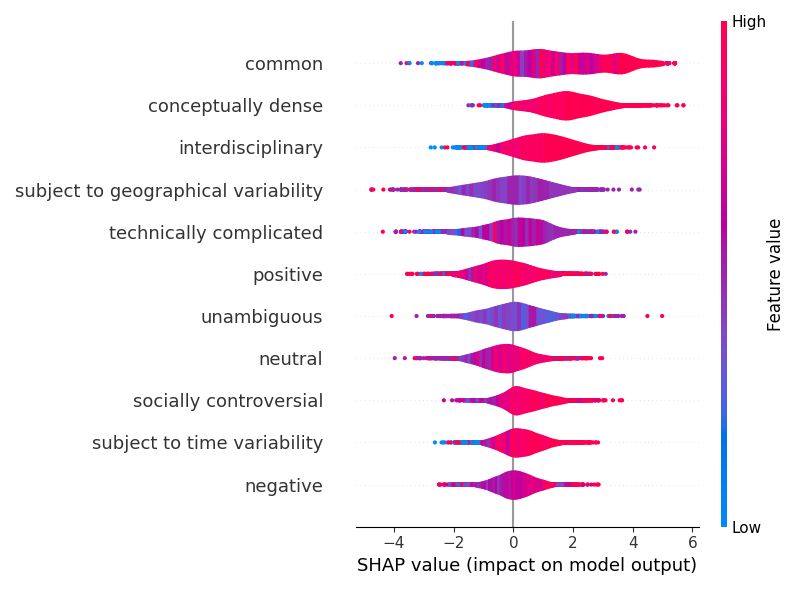 High
common
conceptually dense
interdisciplinary
subject to geographical variability
technically complicated
positive
unambiguous
neutral
socially controversial
subject to time variability
negative
Feature value
Low
−4 −2 0 2 4 6
SHAP value (impact on model output)